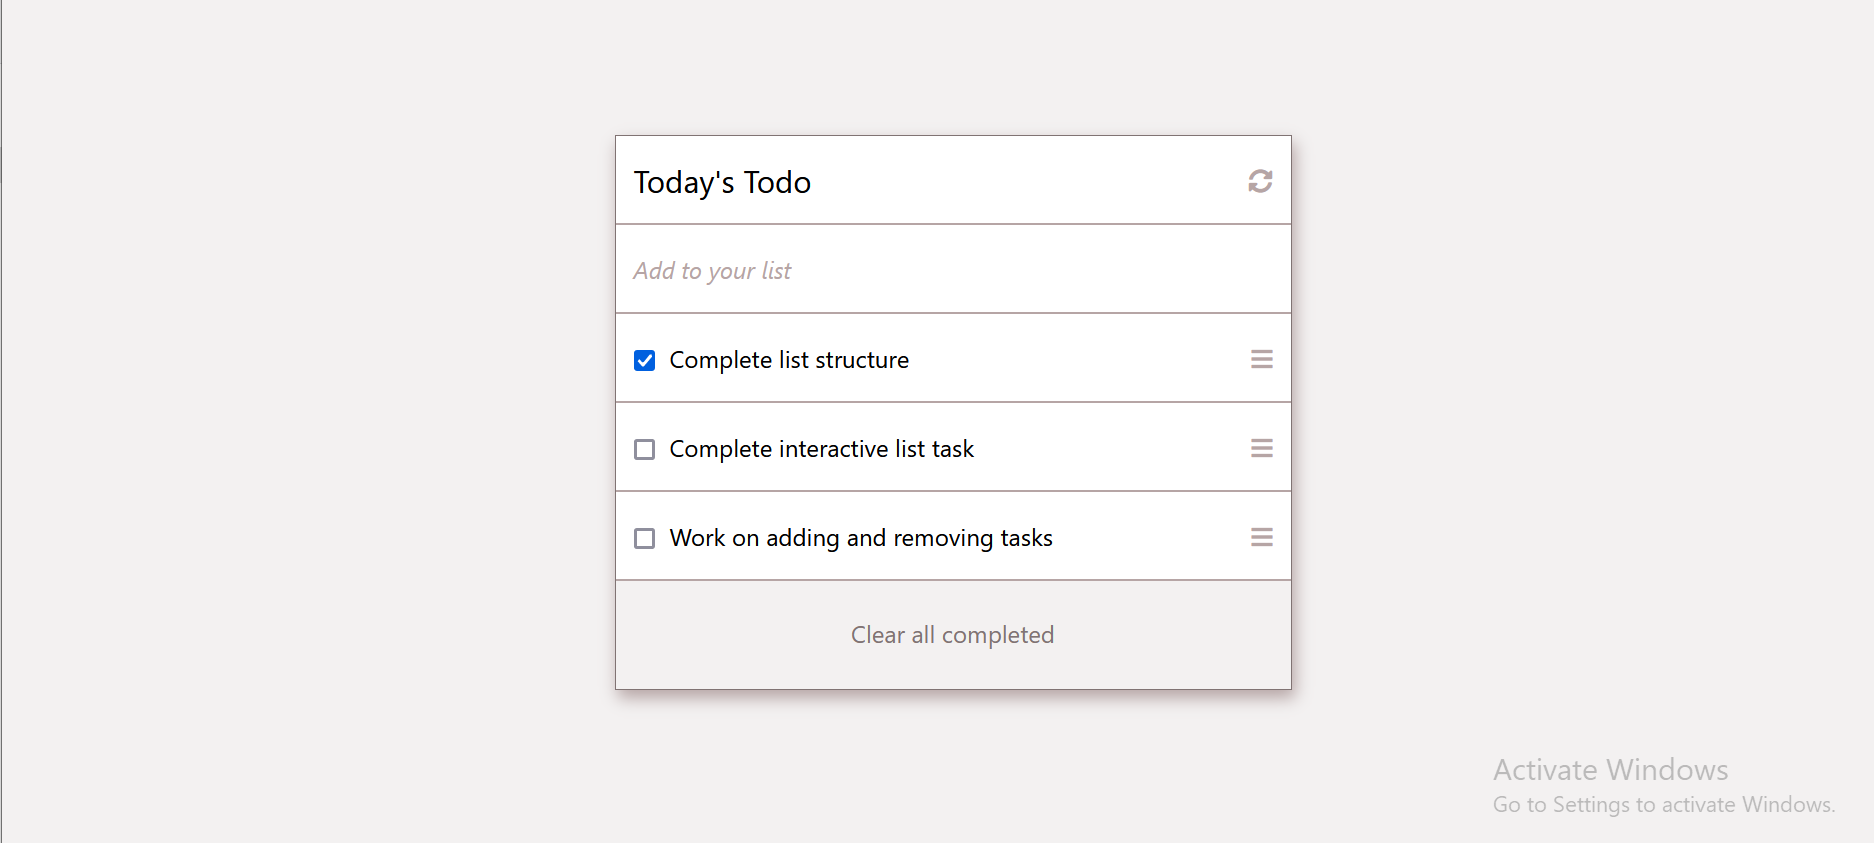 Today's Todo
Add to your list
Complete list structure
Complete interactive list task
Work on adding and removing tasks
Clear all completed
Activate Windows
Go to Settings to activate Windows.